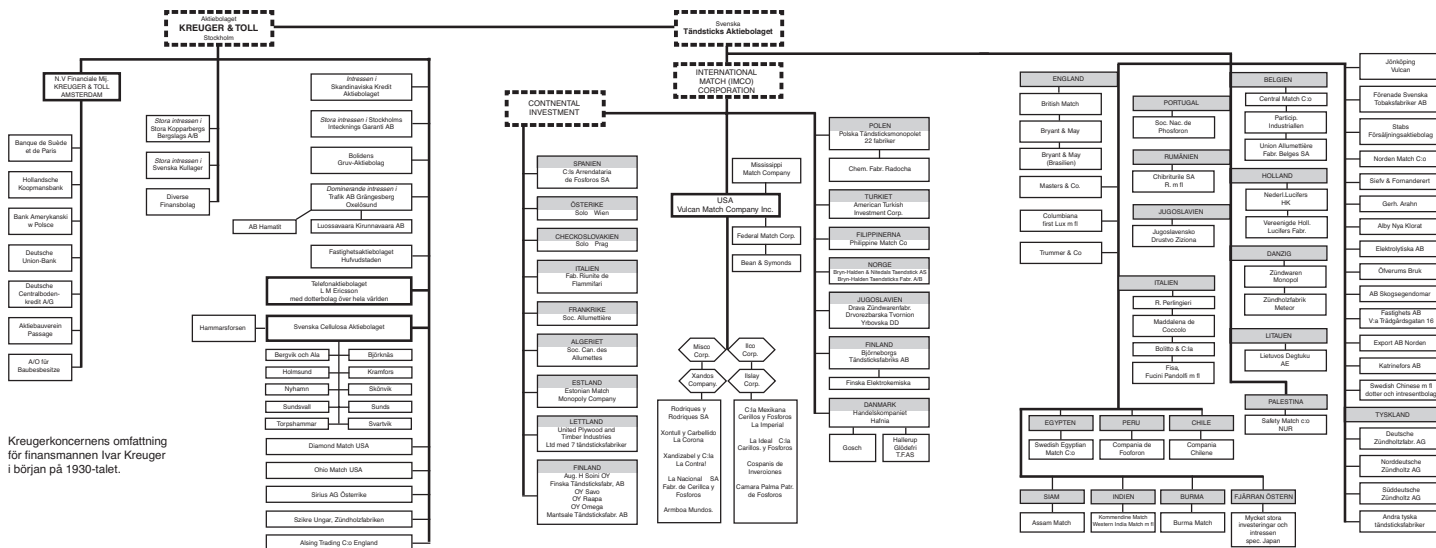 Aktiebolaget
KREUGER & TOLL
Stockholm
Svenska
Tändsticks Aktiebolaget
N.V Financiale Mij.
KREUGER & TOLL
AMSTERDAM
Banque de Suède
et de Paris
Hollandsche
Koopmansbank
Bank Amerykanski
w Polsce
Deutsche
Union-Bank
Deutsche
Centralboden-
kredit A/G
Aktiebauverein
Passage
A/O für
Baubesbesitze
Stora intressen i
Stora Kopparbergs
Bergslags A/B
Stora intressen i
Svenska Kullager
Diverse
Finansbolag
Intressen i
Skandinaviska Kredit
Aktiebolaget
Stora intressen i Stockholms
Intecknings Garanti AB
Bolidens
Gruv-Aktiebolag
Dominerande intressen i
Trafik AB Grängesberg
Oxelösund
AB Hamatit
Luossavaara Kirunnavaara AB
Fastighetsaktiebolaget
Hufvudstaden
Telefonaktiebolaget
L M Ericsson
med dotterbolag över hela världen
Hammarsforsen
Svenska Cellulosa Aktiebolaget
Bergvik och Ala
Björknäs
Holmsund
Kramfors
Nyhamn
Skönvik
Sundsvall
Sunds
Torpshammar
Svartvik
Diamond Match USA
Ohio Match USA
Sirius AG Österrike
Szikre Ungar, Zündholzfabriken
Alsing Trading C:o England
Kreugerkoncernens omfattning
för finansmannen Ivar Kreuger
i början på 1930-talet.
INTERNATIONAL
MATCH (IMCO)
CORPORATION
CONTINENTAL
INVESTMENT
SPANIEN
C:ls Arrendataria
de Fosforos SA
ÖSTERIKE
Solo Wien
CHECKOSLOVAKIEN
Solo Prag
ITALIEN
Fab. Riunite de
Flammifari
FRANKRIKE
Soc. Allumettière
ALGERIET
Soc. Can. des
Allumettes
ESTLAND
Estonian Match
Monopoly Company
LETTLAND
United Plywood and
Timber Industries
Ltd med 7 tändsticksfabriker
FINLAND
Aug. H Soini OY
Finska Tändsticksfabr, AB
OY Savo
OY Raapa
OY Omega
Mantsale Tändsticksfabr. AB
Mississippi
Match Company
USA
Vulcan Match Company Inc.
Federal Match Corp.
Bean & Symonds
Misco
Corp.
Ilco
Corp.
Xandos
Company.
Ilslay
Corp.
Rodriques y
Rodriques SA
Xontull y Carbellido
La Corona
Xandizabel y C:la
La Contral
La Nacional SA
Fabr. de Cerillca y
Fosforos
Armboa Mundos.
C:la Mexikana
Cerillos y Fosforos
La Imperial
La Ideal C:la
Cerillos. y Fosforos
Cospanis de
Inverciones
Camara Palma Patr.
de Fosforos
POLEN
Polska Tändsticksmonopolet
22 fabriker
Chem. Fabr. Radocha
TURKIET
American Turkish
Investment Corp.
FILIPPINERNA
Philippine Match Co
NORGE
Bryn-Halden & Nitedals Taendstick AS
Bryn-Halden Taendsticks Fabr. A/B
JUGOSLAVIEN
Drava Zündwarenfabr.
Drvorezbarska Tvornion
Yrbovska DD
FINLAND
Björneborgs
Tändsticksfabriks AB
Finska Elektrokemiska
DANMARK
Handelskompaniet
Hafnia
Gosch
Hallerup
Glödefri
T.F.AS
ENGLAND
British Match
Bryant & May
Bryant & May
(Brasilien)
Masters & Co.
Columbiana
first Lux m fl
Trummer & Co
PORTUGAL
Soc. Nac. de
Phosforon
RUMÄNIEN
Chibriturile SA
R. m fl
JUGOSLAVIEN
Jugoslavensko
Drustvo Ziziona
ITALIEN
R. Perlingieri
Maddalena de
Coccolo
Bolitto & C:la
Fisa,
Fucini Pandolfi m fl
BELGIEN
Central Match C:o
Particip.
Industriallen
Union Allumettière
Fabr. Belges SA
HOLLAND
Nederl.Lucifers
HK
Vereenigde Holl.
Lucifers Fabr.
DANZIG
Zündwaren
Monopol
Zündholzfabrik
Meteor
LITAUEN
Lietuvos Degtuku
AE
PALESTINA
Safety Match c:o
NUR
EGYPTEN
Swedish Egyptian
Match C:o
PERU
Compania de
Fooforon
CHILE
Compania
Chilene
SIAM
Assam Match
INDIEN
Kommendine Match
Western India Match m fl
BURMA
Burma Match
FJÄRRAN ÖSTERN
Mycket stora
investeringar och
intressen
spec. Japan
Jönköping
Vulcan
Förenade Svenska
Tobaksfabriker AB
Stabs
Försäljningsaktiebolag
Norden Match C:o
Siefv & Fornanderert
Gerh. Arahn
Alby Nya Klorat
Elektrolytiska AB
Öfverums Bruk
AB Skogsegendomar
Fastighets AB
V:a Trädgårdsgatan 16
Export AB Norden
Katrinefors AB
Swedish Chinese m fl
dotter och intresentbolag
TYSKLAND
Deutsche
Zündholtzfabr. AG
Norddeutsche
Zündholtz AG
Süddeutsche
Zündholtz AG
Andra tyska
tändsticksfabriker